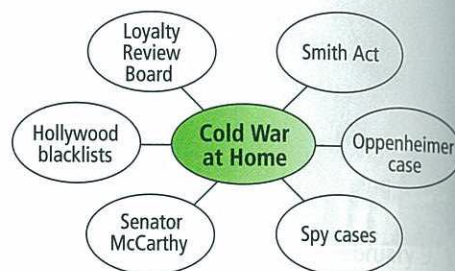 Loyalty
Review
Board
Smith Act
Hollywood
blacklists
Cold War
at Home
Oppenheimer
case
Senator
McCarthy
Spy cases